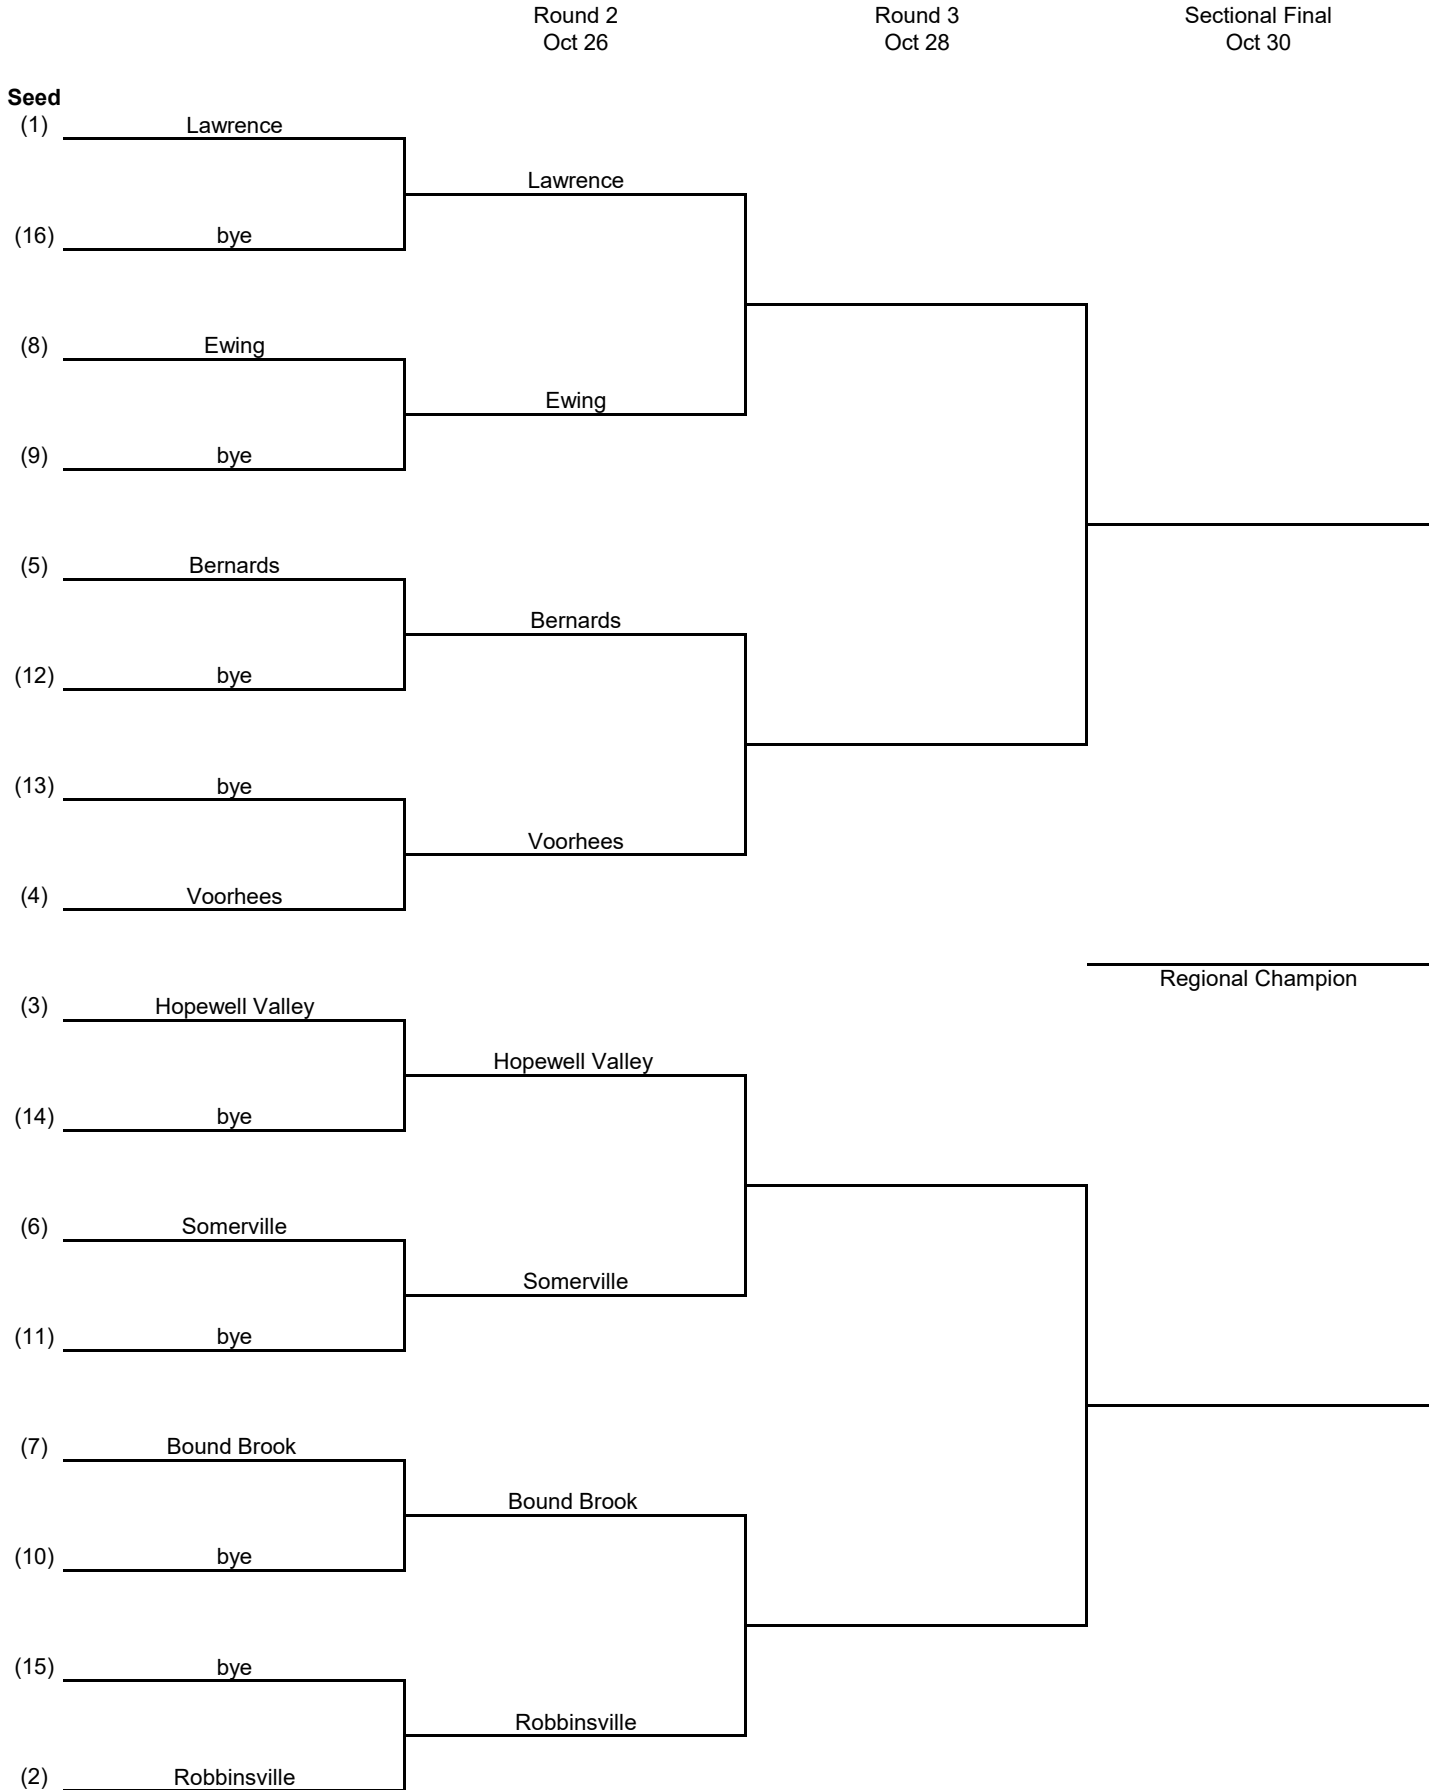 Round 2 Round 3 Sectional Final
Oct 26 Oct 28 Oct 30
Seed
(1) Lawrence
Lawrence
(16) bye
(8) Ewing
Ewing
(9) bye
(5) Bernards
Bernards
(12) bye
(13) bye
Voorhees
(4) Voorhees
Regional Champion
(3) Hopewell Valley
Hopewell Valley
(14) bye
(6) Somerville
Somerville
(11) bye
(7) Bound Brook
Bound Brook
(10) bye
(15) bye
Robbinsville
(2) Robbinsville